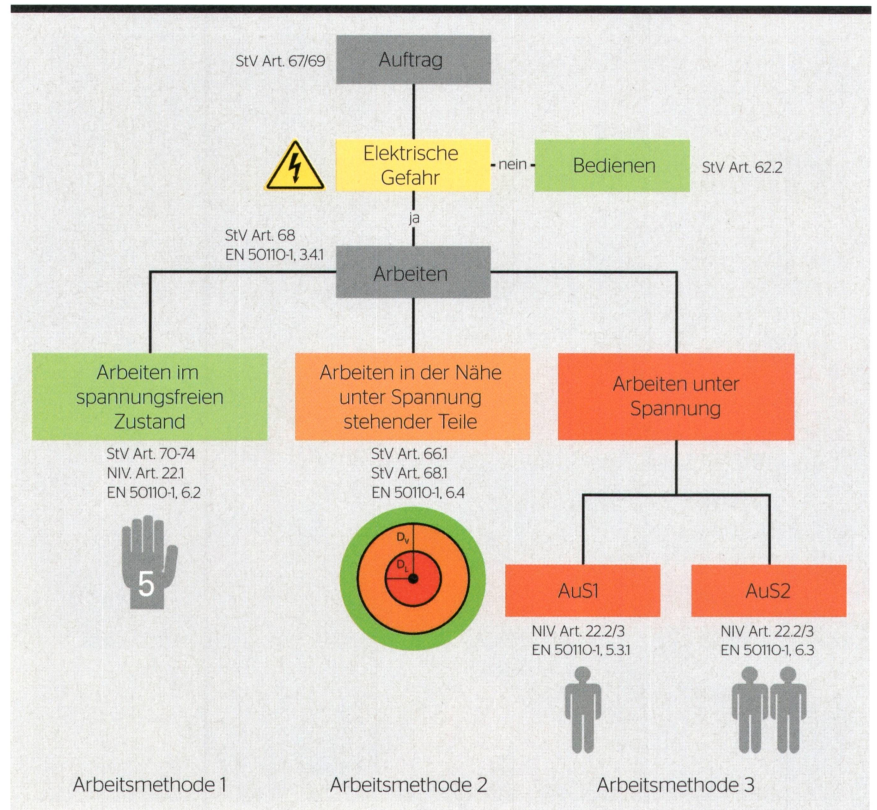 StV Art. 67/69
Auftrag
Elektrische
Gefahr
nein
Bedienen
StV Art. 62.2
ja
StV Art. 68
EN 50110-1, 3.4.1
Arbeiten
Arbeiten im
spannungsfreien
Zustand
StV Art. 70-74
NIV. Art. 22.1
EN 50110-1, 6.2
5
Arbeiten in der Nähe
unter Spannung
stehender Teile
StV Art. 66.1
StV Art. 68.1
EN 50110-1, 6.4
DV
DL
Arbeiten unter
Spannung
AuS1
NIV Art. 22.2/3
EN 50110-1, 5.3.1
AuS2
NIV Art. 22.2/3
EN 50110-1, 6.3
Arbeitsmethode 1
Arbeitsmethode 2
Arbeitsmethode 3